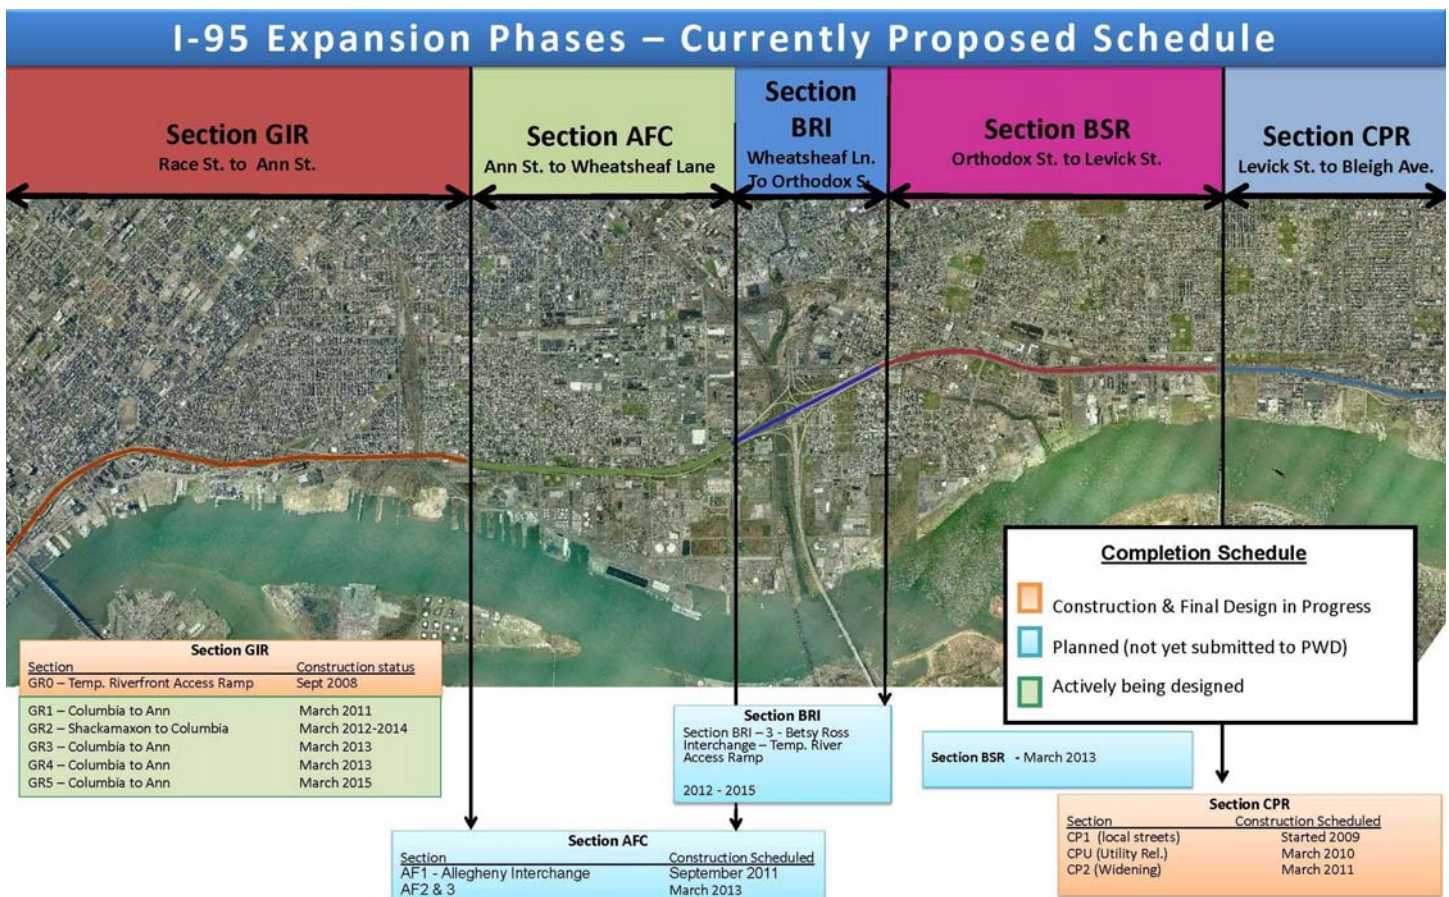 I-95 Expansion Phases – Currently Proposed Schedule
Section GIR
Race St. to Ann St.
Section AFC
Ann St. to Wheatsheaf Lane
Section
BRI
Wheatsheaf Ln.
To Orthodox S.
Section BSR
Orthodox St. to Levick St.
Section CPR
Levick St. to Bleigh Ave.
Completion Schedule
Construction & Final Design in Progress
Planned (not yet submitted to PWD)
Actively being designed
Section GIR
Section Construction status
GR0 – Temp. Riverfront Access Ramp Sept 2008
GR1 – Columbia to Ann March 2011
GR2 – Shackamaxon to Columbia March 2012-2014
GR3 – Columbia to Ann March 2013
GR4 – Columbia to Ann March 2013
GR5 – Columbia to Ann March 2015
Section BRI
Section BRI – 3 - Betsy Ross
Interchange – Temp. River
Access Ramp
2012 - 2015
Section BSR - March 2013
Section AFC
Section Construction Scheduled
AF1 - Allegheny Interchange September 2011
AF2 & 3 March 2013
Section CPR
Section Construction Scheduled
CP1 (local streets) Started 2009
CPU (Utility Rel.) March 2010
CP2 (Widening) March 2011